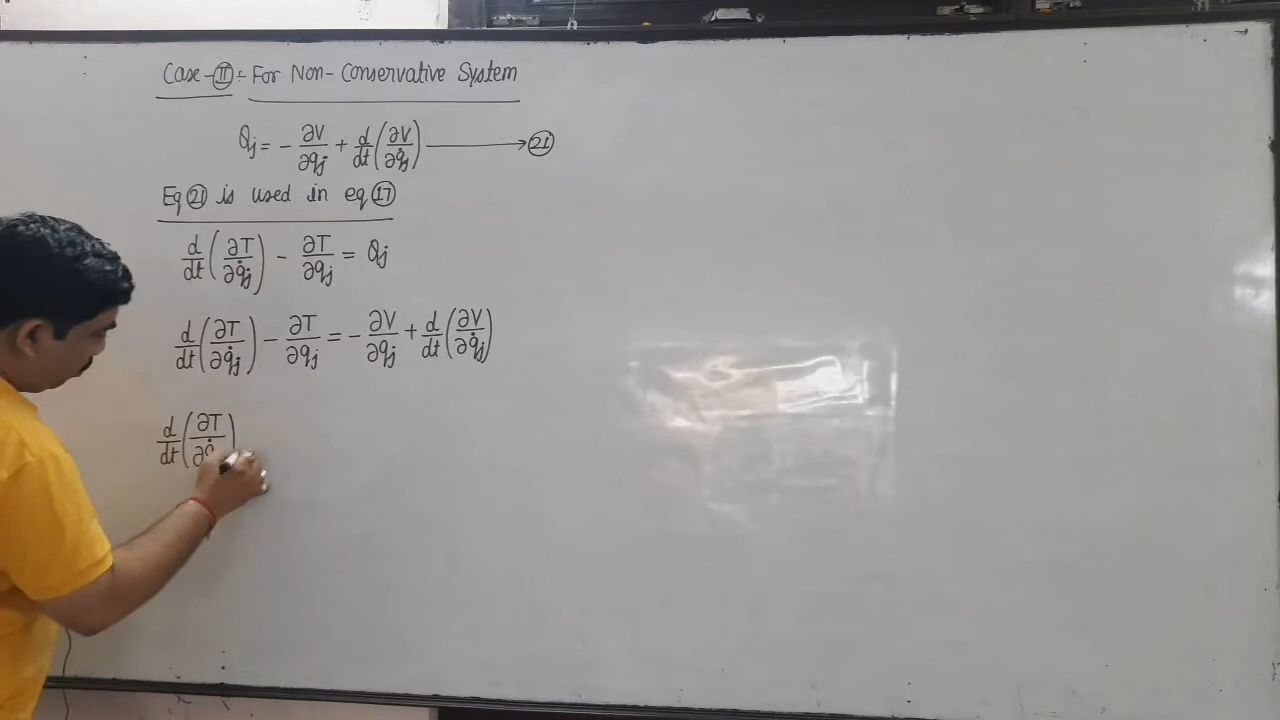 Case-Ⅱ:- For Non-Conservative System
Qj = - ∂V/∂qj + d/dt(∂V/∂q̇j) ⟶ ㉑
Eq ㉑ is used in eq ⑰
d/dt(∂T/∂q̇j) - ∂T/∂qj = Qj
d/dt(∂T/∂q̇j) - ∂T/∂qj = - ∂V/∂qj + d/dt(∂V/∂q̇j)
d/dt(∂T/∂q̇)